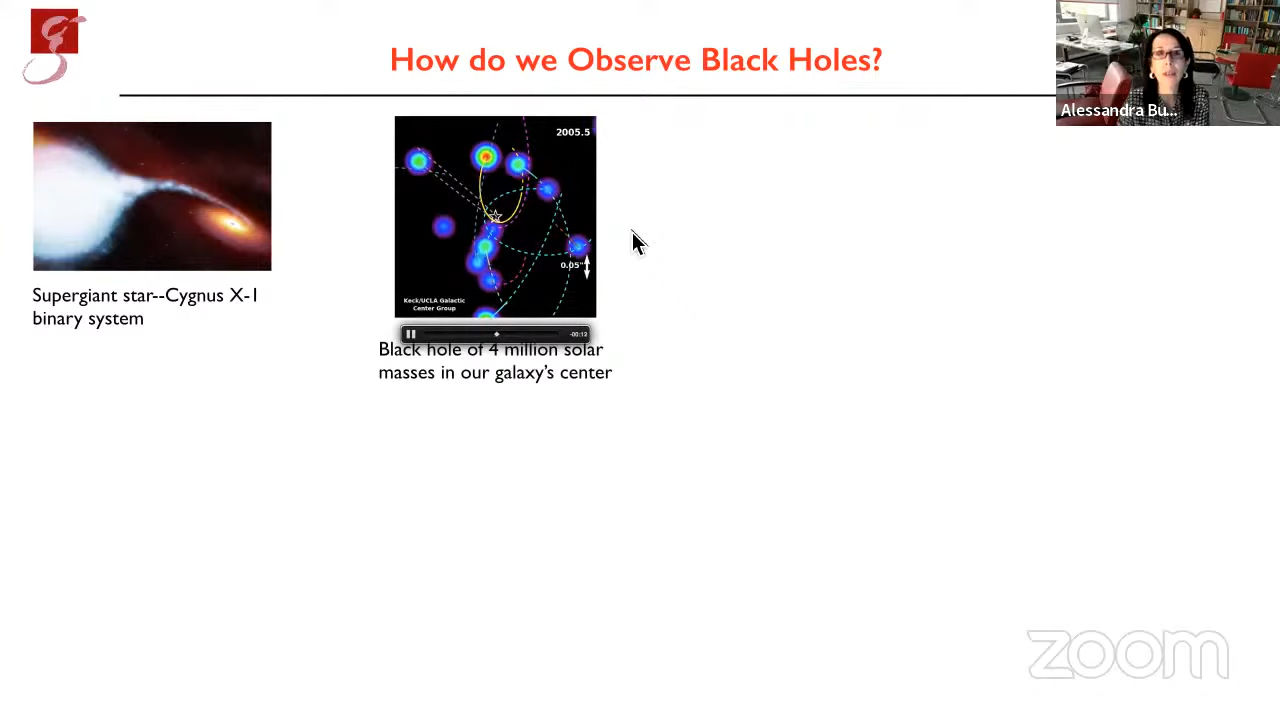 How do we Observe Black Holes?
Alessandra Bu...
2005.5
0.05"
Keck/UCLA Galactic
Center Group
-00:13
Supergiant star--Cygnus X-1
binary system
Black hole of 4 million solar
masses in our galaxy's center
zoom